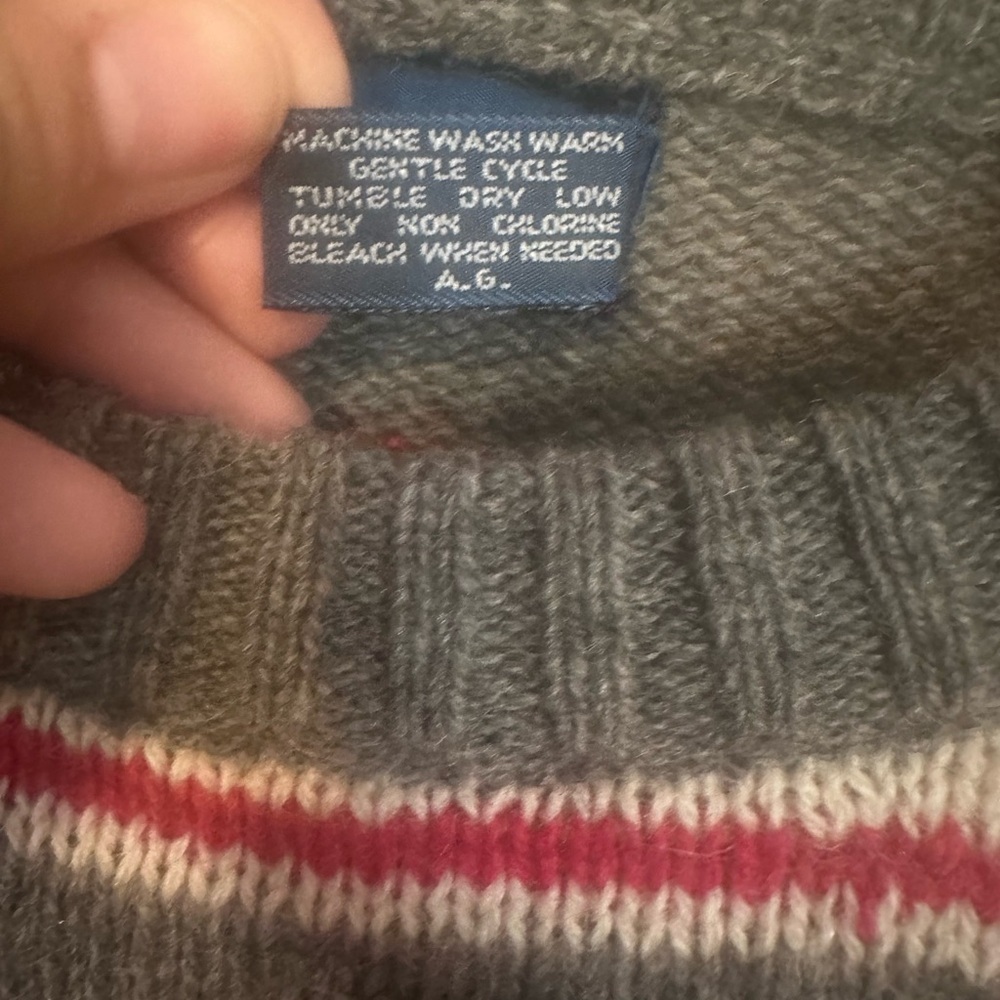 MACHINE WASH WARM
GENTLE CYCLE
TUMBLE DRY LOW
ONLY NON CHLORINE
BLEACH WHEN NEEDED
A.G.